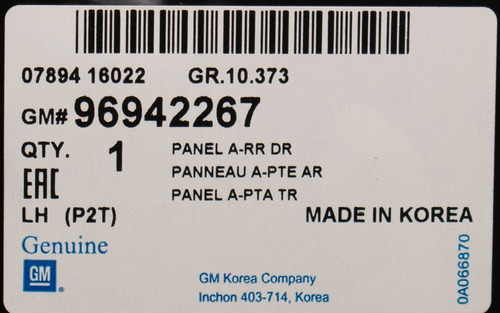 07894 16022 GR.10.373
GM# 96942267
QTY. 1 PANEL A-RR DR
PANNEAU A-PTE AR
PANEL A-PTA TR
EAC
LH (P2T) MADE IN KOREA
Genuine
GM ®
GM Korea Company
Inchon 403-714, Korea
0A066870